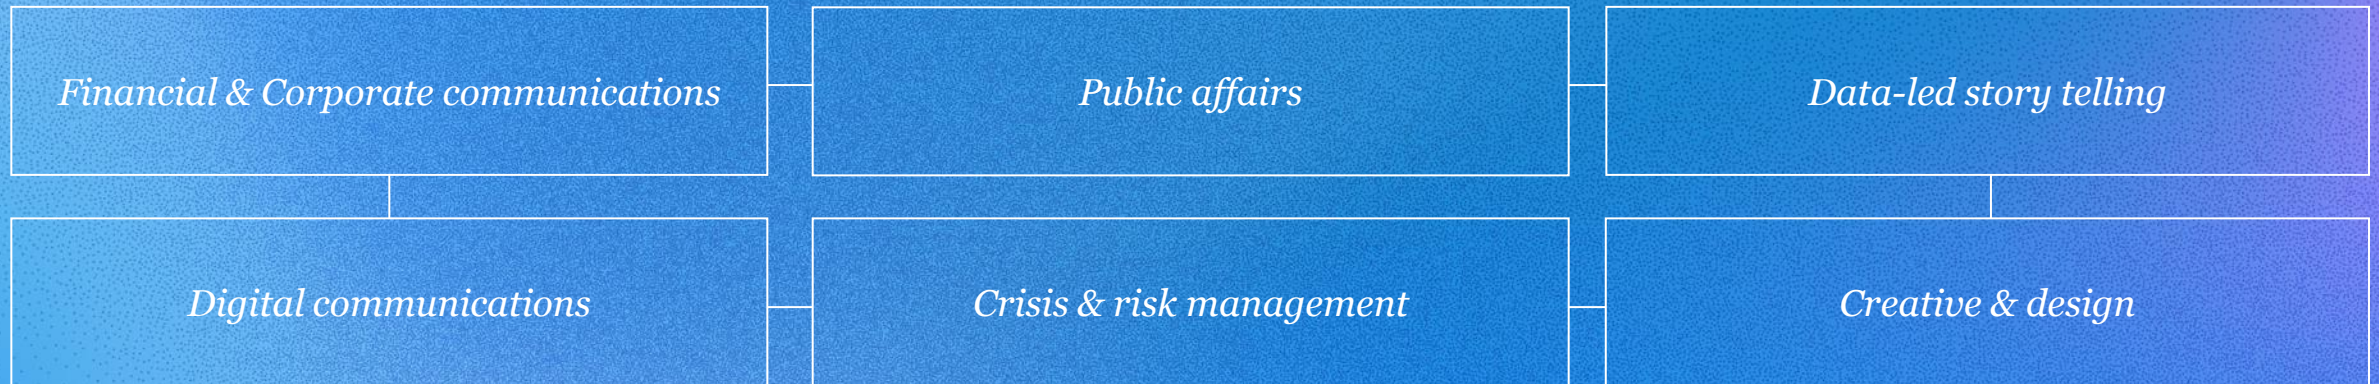 Financial & Corporate communications
Public affairs
Data-led story telling
Digital communications
Crisis & risk management
Creative & design